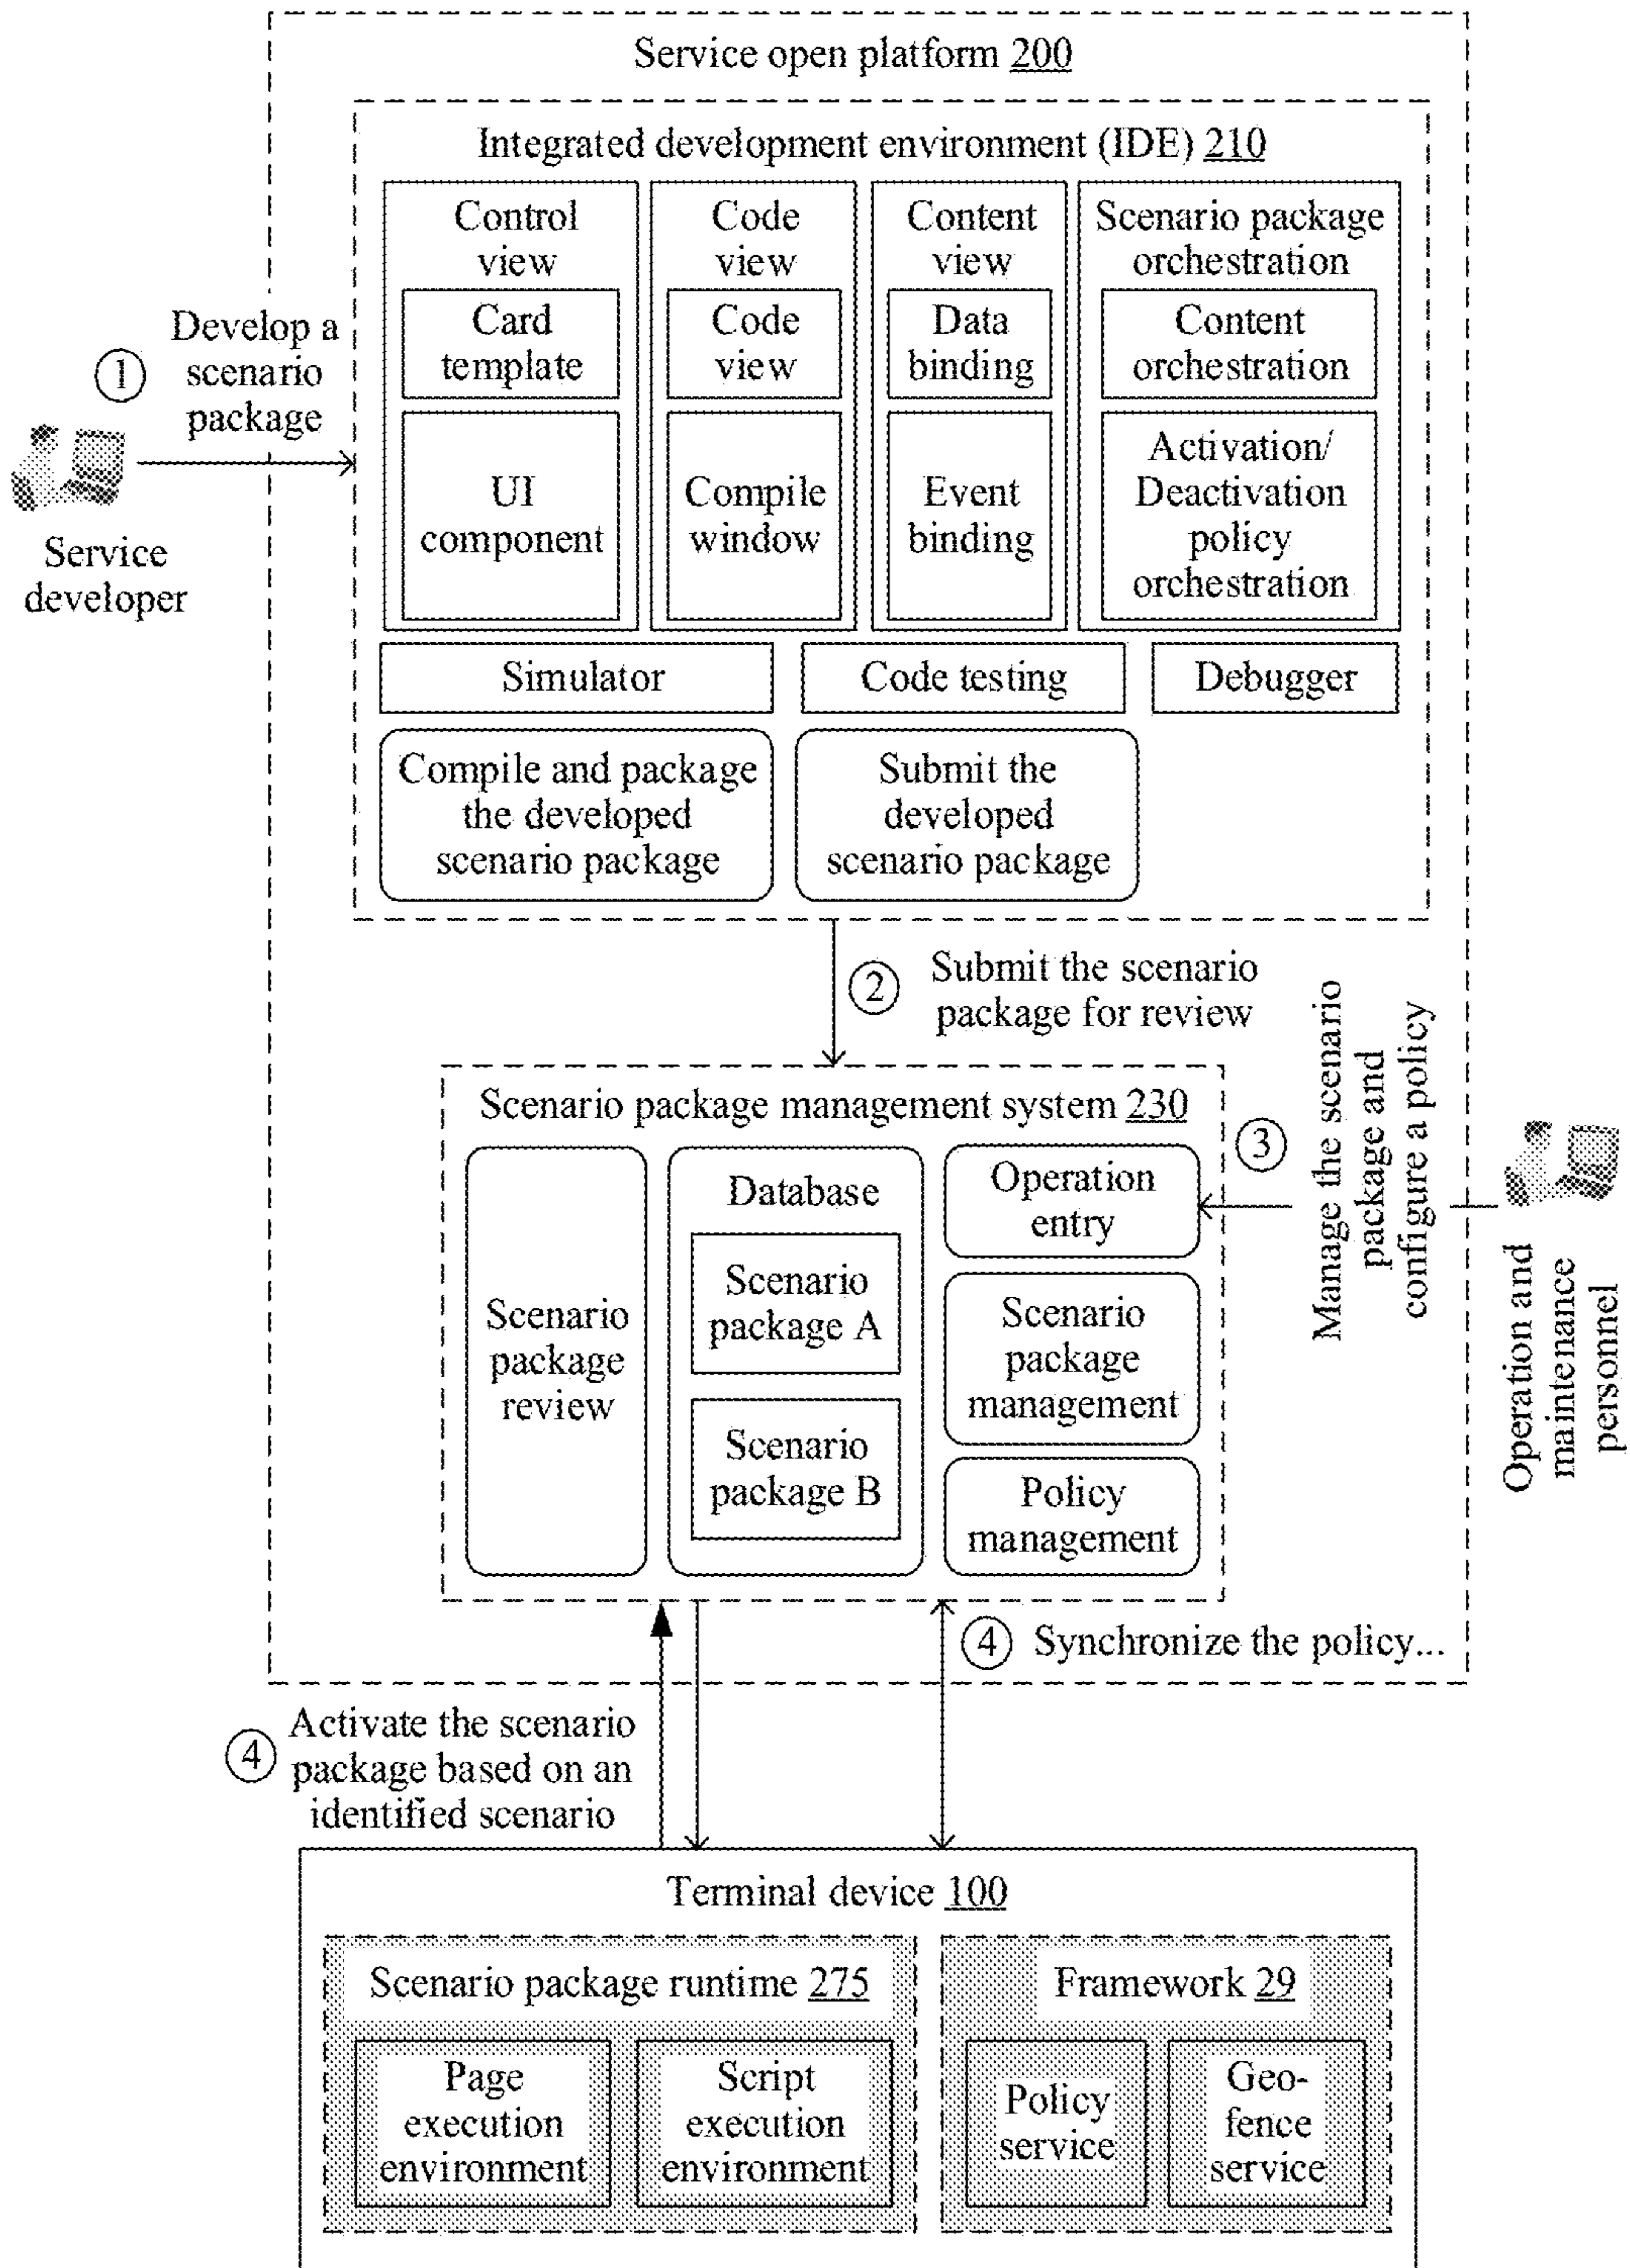 Service open platform 200
Integrated development environment (IDE) 210
Control
view
Card
template
UI
component
Code
view
Code
view
Compile
window
Content
view
Data
binding
Event
binding
Scenario package
orchestration
Content
orchestration
Activation/
Deactivation
policy
orchestration
1
Develop a
scenario
package
Service
developer
Simulator
Code testing
Debugger
Compile and package
the developed
scenario package
Submit the
developed
scenario package
2
Submit the scenario
package for review
Scenario package management system 230
Scenario
package
review
Database
Scenario
package A
Scenario
package B
Operation
entry
Scenario
package
management
Policy
management
3
Manage the scenario
package and
configure a policy
Operation and
maintenance
personnel
4
Synchronize the policy...
4
Activate the scenario
package based on an
identified scenario
Terminal device 100
Scenario package runtime 275
Page
execution
environment
Script
execution
environment
Framework 29
Policy
service
Geo-
fence
service